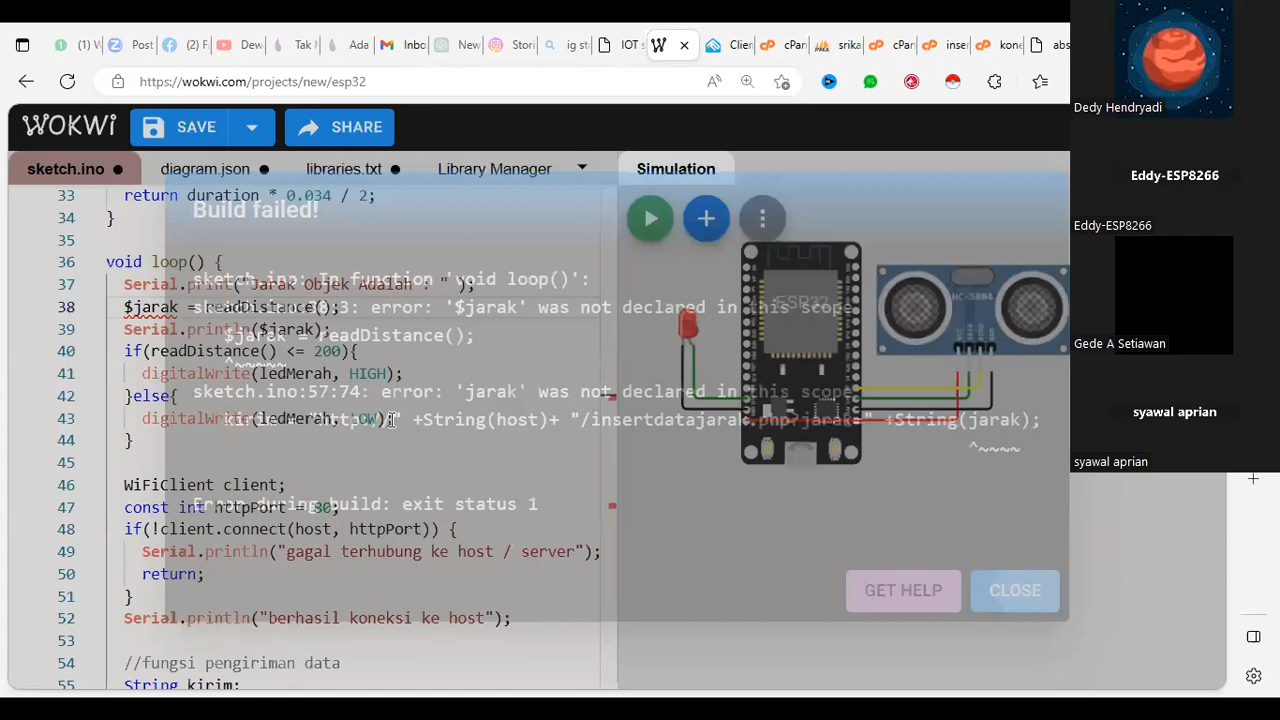 (1) V
Post
(2) F
Dew
Tak
Ada
Inbo
New
Stori
ig st
IOT s
Clier
cPan
srika
cPan
inser
kone
abs
https://wokwi.com/projects/new/esp32
WOKWI
SAVE
SHARE
sketch.ino
diagram.json
libraries.txt
Library Manager
Simulation
33 return duration * 0.034 / 2;
34 }
35
36 void loop() {
37 Serial.print("Jarak Objek Adalah : " );
38 $jarak = readDistance();
39 Serial.println($jarak);
40 if(readDistance() <= 200){
41 digitalWrite(ledMerah, HIGH);
42 }else{
43 digitalWrite(ledMerah, LOW);
44 }
45
46 WiFiClient client;
47 const int httpPort = 80;
48 if(!client.connect(host, httpPort)) {
49 Serial.println("gagal terhubung ke host / server");
50 return;
51 }
52 Serial.println("berhasil koneksi ke host");
53
54 //fungsi pengiriman data
55 String kirim;
Build failed!
sketch.ino: In function 'void loop()':
error: '$jarak' was not declared in this scope
$jarak = readDistance();
^~~~~~
sketch.ino:57:74: error: 'jarak' was not declared in this scope
+String(host)+ "/insertdatajarak.php?jarak=" +String(jarak);
^~~~~
Error during build: exit status 1
GET HELP
CLOSE
ESP32
HC-SR04
Dedy Hendryadi
Eddy-ESP8266
Eddy-ESP8266
Gede A Setiawan
syawal aprian
syawal aprian